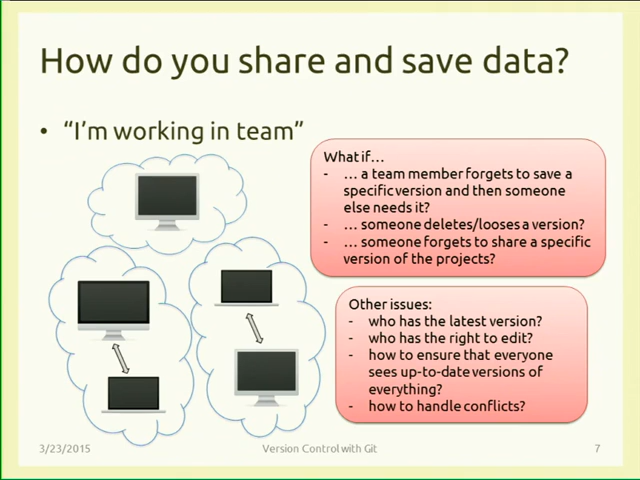 How do you share and save data?
• “I’m working in team”
What if…
- … a team member forgets to save a
specific version and then someone
else needs it?
- … someone deletes/looses a version?
- … someone forgets to share a specific
version of the projects?
Other issues:
- who has the latest version?
- who has the right to edit?
- how to ensure that everyone
sees up-to-date versions of
everything?
- how to handle conflicts?
3/23/2015
Version Control with Git
7